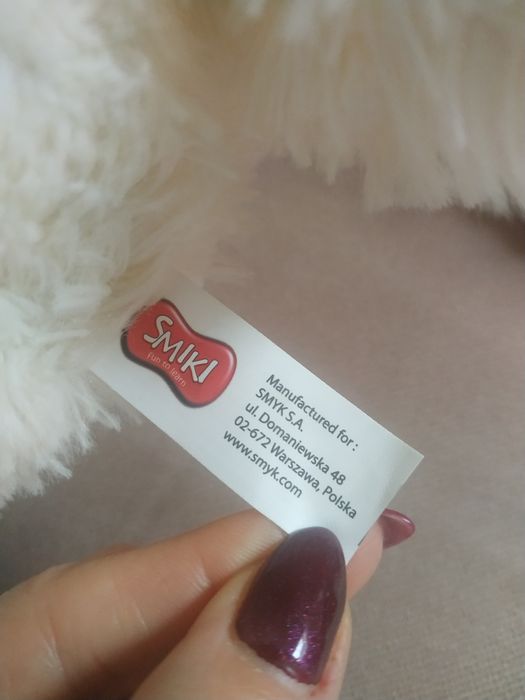 SMIKI
Fun to learn
Manufactured for :
SMYK S.A.
ul. Domaniewska 48
02-672 Warszawa, Polska
www.smyk.com